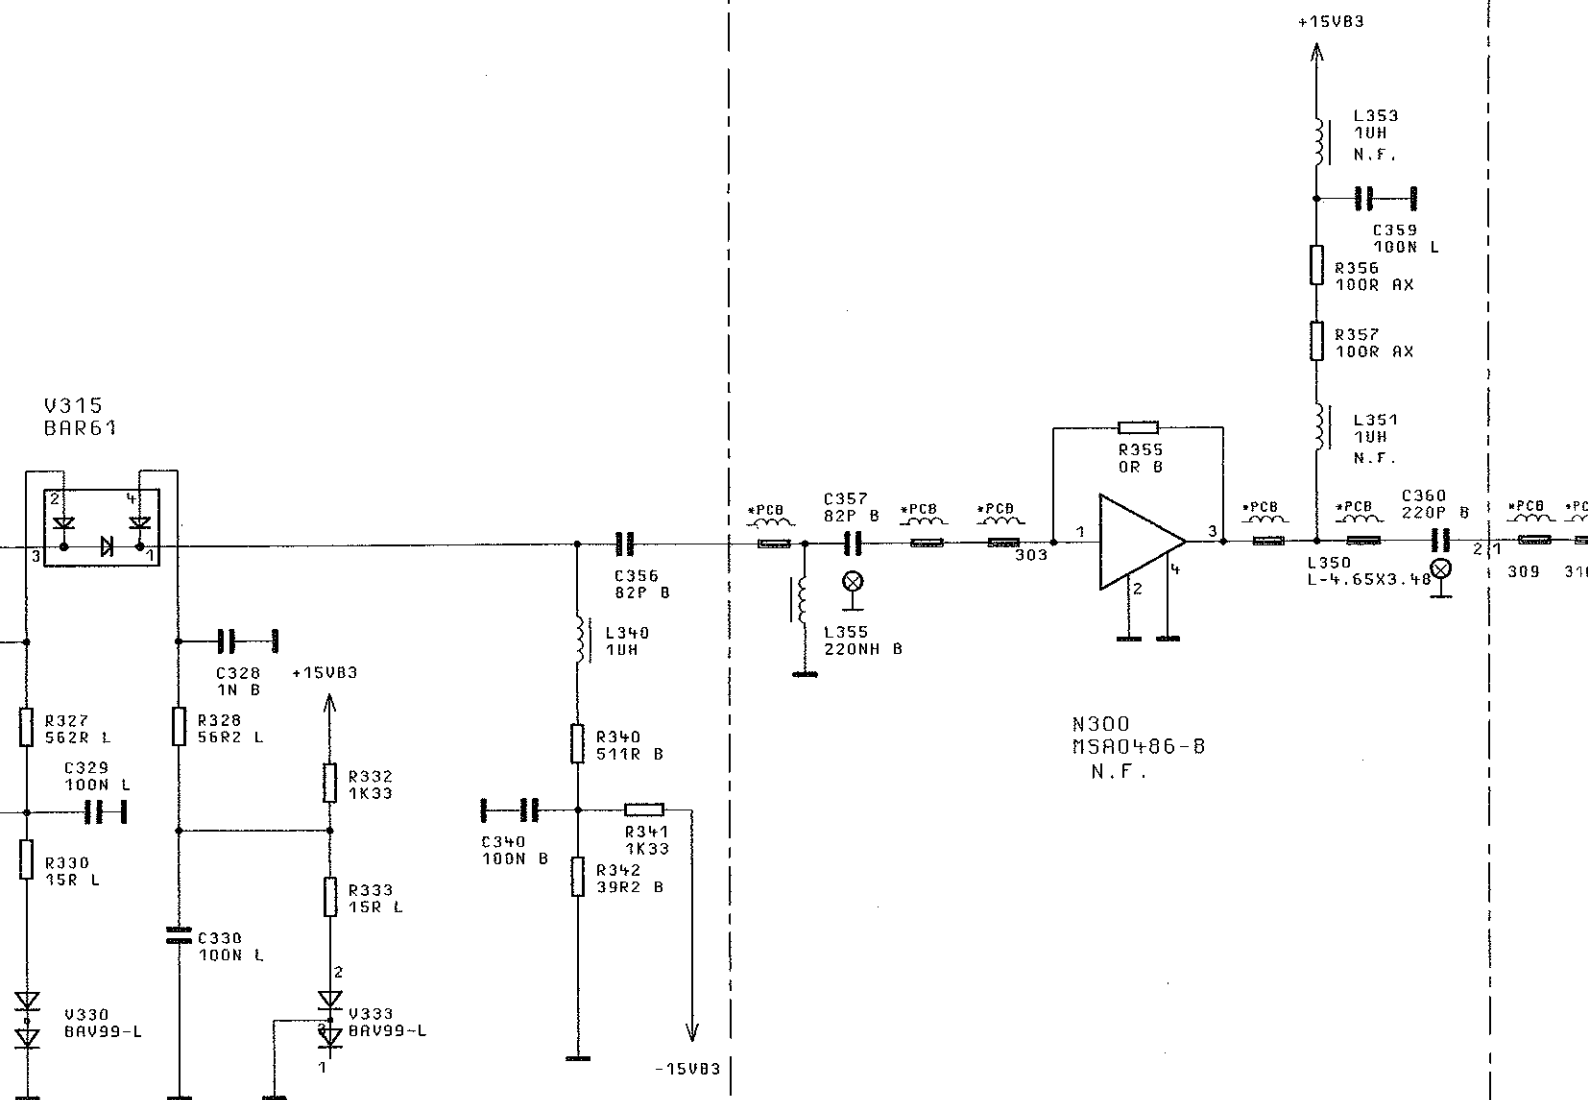 +15VB3
L353
1UH
N.F.
C359
100N L
R356
100R AX
R357
100R AX
L351
1UH
N.F.
V315
BAR61
2
4
3
1
R355
0R B
*PCB
C357
82P B
*PCB
*PCB
303
1
3
2
4
*PCB
*PCB
C360
220P B
*PCB
L350
L-4.65X3.48
2
1
309
C356
82P B
L340
1UH
L355
220NH B
C328
1N B
+15VB3
R327
562R L
R328
56R2 L
C329
100N L
R332
1K33
R340
511R B
N300
MSA0486-B
N.F.
R330
15R L
R333
15R L
C340
100N B
R341
1K33
R342
39R2 B
C330
100N L
2
V330
BAV99-L
V333
BAV99-L
3
1
-15VB3